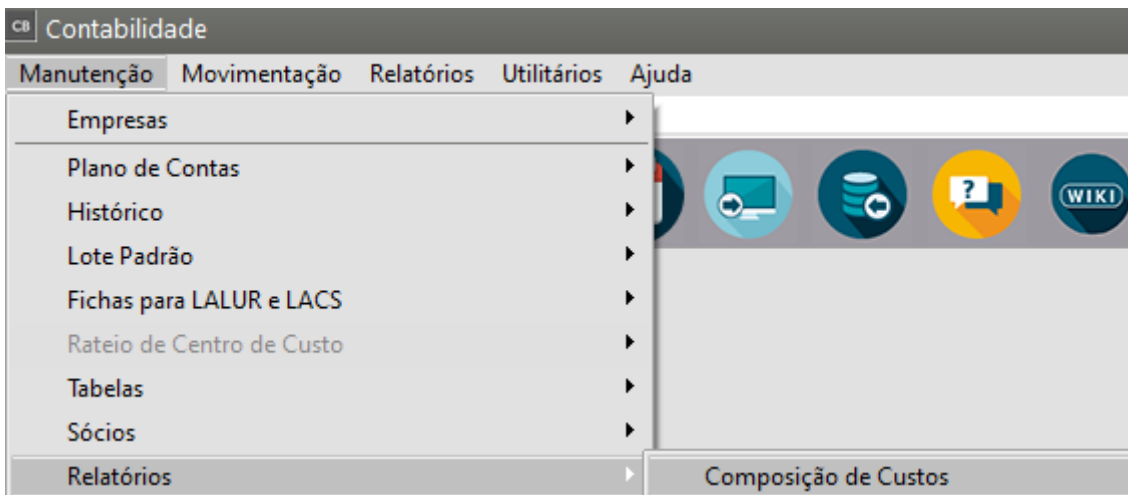 CB Contabilidade
Manutenção Movimentação Relatórios Utilitários Ajuda
Empresas
Plano de Contas
?
WIKI
Histórico
Lote Padrão
Fichas para LALUR e LACS
Rateio de Centro de Custo
Tabelas
Sócios
Relatórios Composição de Custos